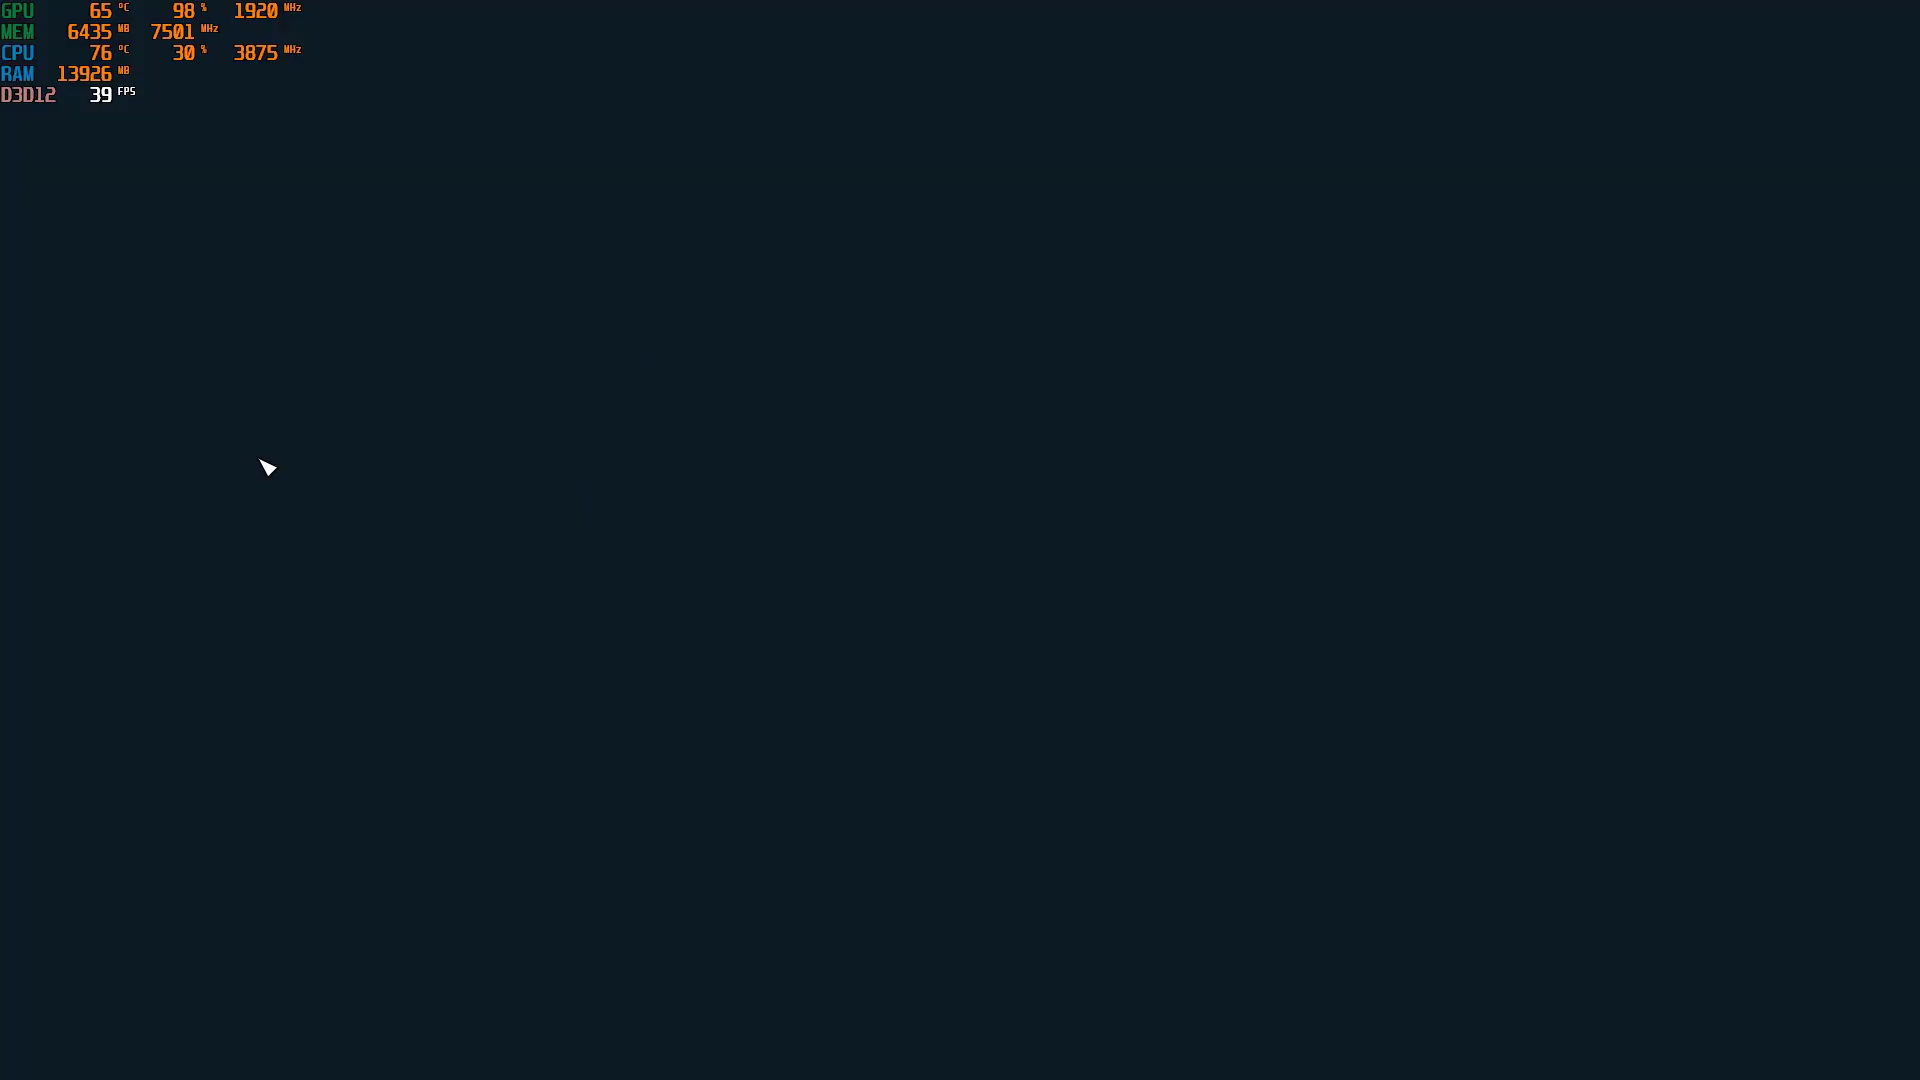 GPU 65 °C 98 % 1920 MHz
MEM 6435 MB 7501 MHz
CPU 76 °C 30 % 3875 MHz
RAM 13926 MB
D3D12 39 FPS